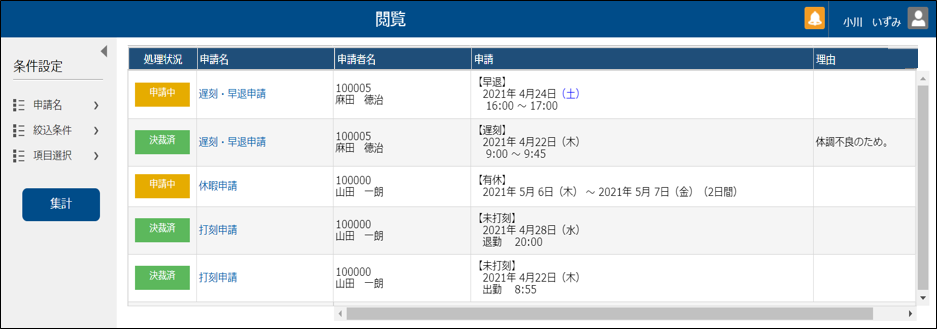 閲覧
小川　いずみ
条件設定
申請名
絞込条件
項目選択
集計
処理状況 申請名 申請者名 申請 理由
申請中 遅刻・早退申請 100005 麻田　徳治
【早退】
2021年 4月24日（土）
16:00 ～ 17:00
決裁済 遅刻・早退申請 100005 麻田　徳治
【遅刻】
2021年 4月22日（木）
9:00 ～ 9:45
体調不良のため。
申請中 休暇申請 100000 山田　一朗
【有休】
2021年 5月 6日（木） ～ 2021年 5月 7日（金）（2日間）
決裁済 打刻申請 100000 山田　一朗
【未打刻】
2021年 4月28日（水）
退勤　20:00
決裁済 打刻申請 100000 山田　一朗
【未打刻】
2021年 4月22日（木）
出勤　8:55